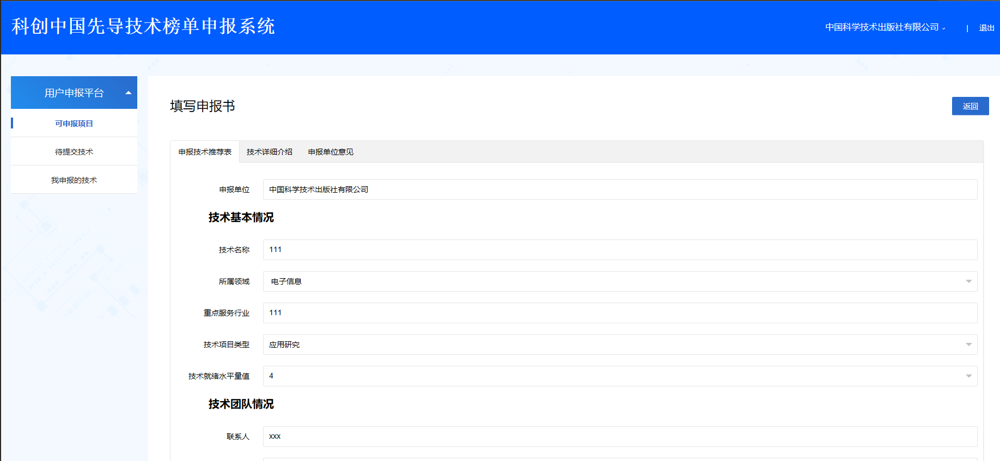 科创中国先导技术榜单申报系统
中国科学技术出版社有限公司
|
退出
用户申报平台
可申报项目
待提交技术
我申报的技术
填写申报书
返回
申报技术推荐表 技术详细介绍 申报单位意见
申报单位 中国科学技术出版社有限公司
技术基本情况
技术名称 111
所属领域 电子信息
重点服务行业 111
技术项目类型 应用研究
技术就绪水平量值 4
技术团队情况
联系人 xxx